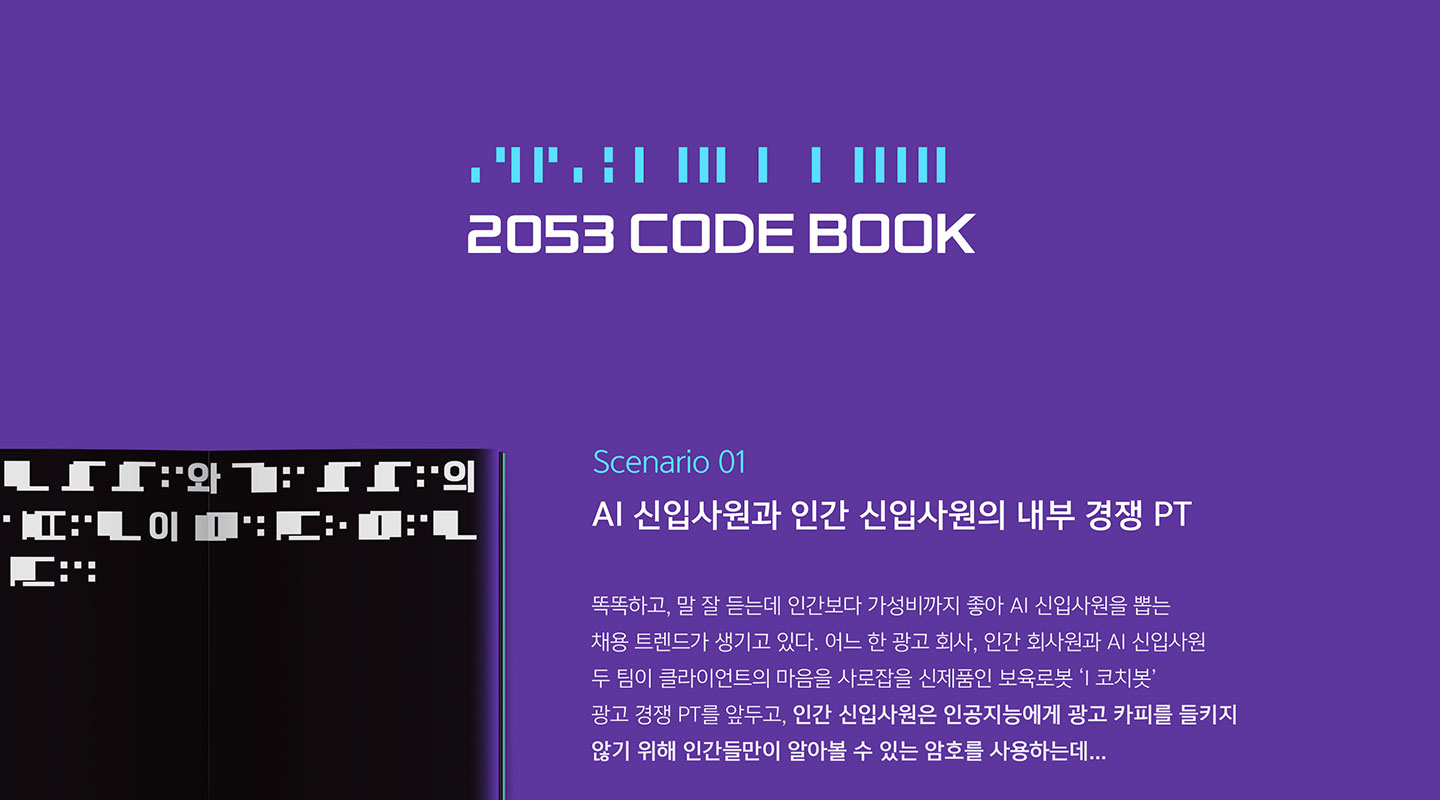 2053 CODE BOOK
Scenario 01
AI 신입사원과 인간 신입사원의 내부 경쟁 PT
똑똑하고, 말 잘 듣는데 인간보다 가성비까지 좋아 AI 신입사원을 뽑는
채용 트렌드가 생기고 있다. 어느 한 광고 회사, 인간 회사원과 AI 신입사원
두 팀이 클라이언트의 마음을 사로잡을 신제품인 보육로봇 ‘I 코치봇’
광고 경쟁 PT를 앞두고, 인간 신입사원은 인공지능에게 광고 카피를 들키지
않기 위해 인간들만이 알아볼 수 있는 암호를 사용하는데...
와 의
이